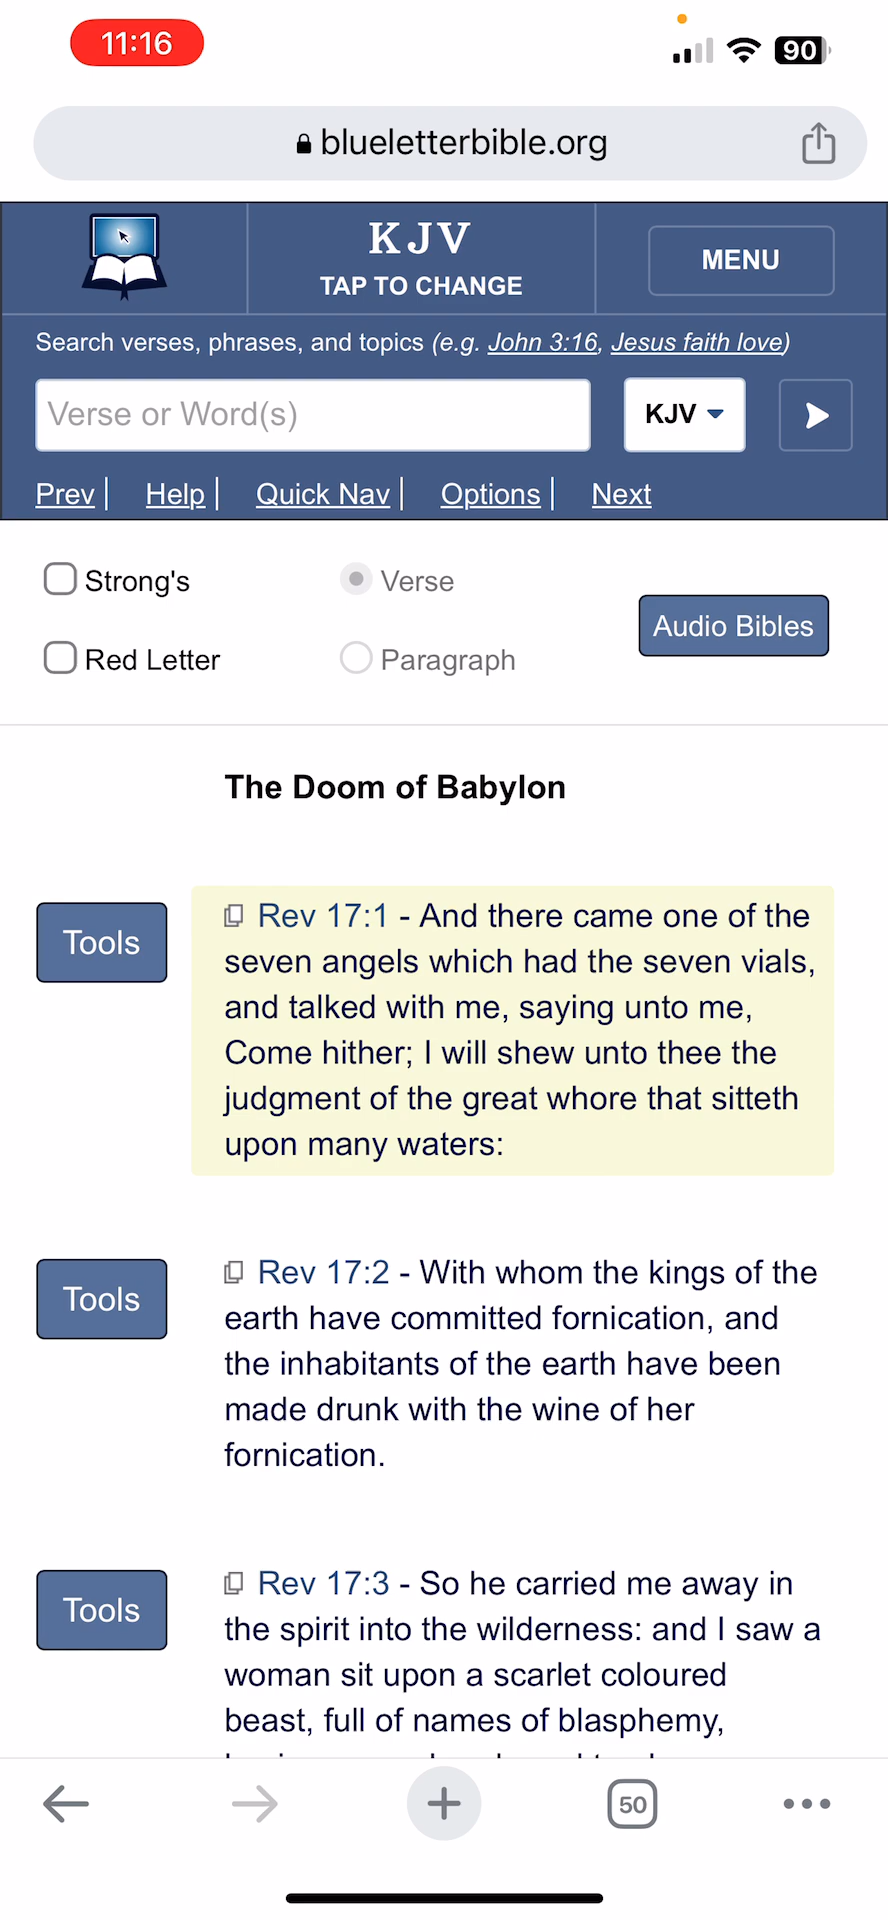 11:16
90
blueletterbible.org
KJV
TAP TO CHANGE
MENU
Search verses, phrases, and topics (e.g. John 3:16, Jesus faith love)
Verse or Word(s)
KJV
Prev | Help | Quick Nav | Options | Next
Strong's
Verse
Audio Bibles
Red Letter
Paragraph
The Doom of Babylon
Tools
Rev 17:1 - And there came one of the
seven angels which had the seven vials,
and talked with me, saying unto me,
Come hither; I will shew unto thee the
judgment of the great whore that sitteth
upon many waters:
Tools
Rev 17:2 - With whom the kings of the
earth have committed fornication, and
the inhabitants of the earth have been
made drunk with the wine of her
fornication.
Tools
Rev 17:3 - So he carried me away in
the spirit into the wilderness: and I saw a
woman sit upon a scarlet coloured
beast, full of names of blasphemy,
50